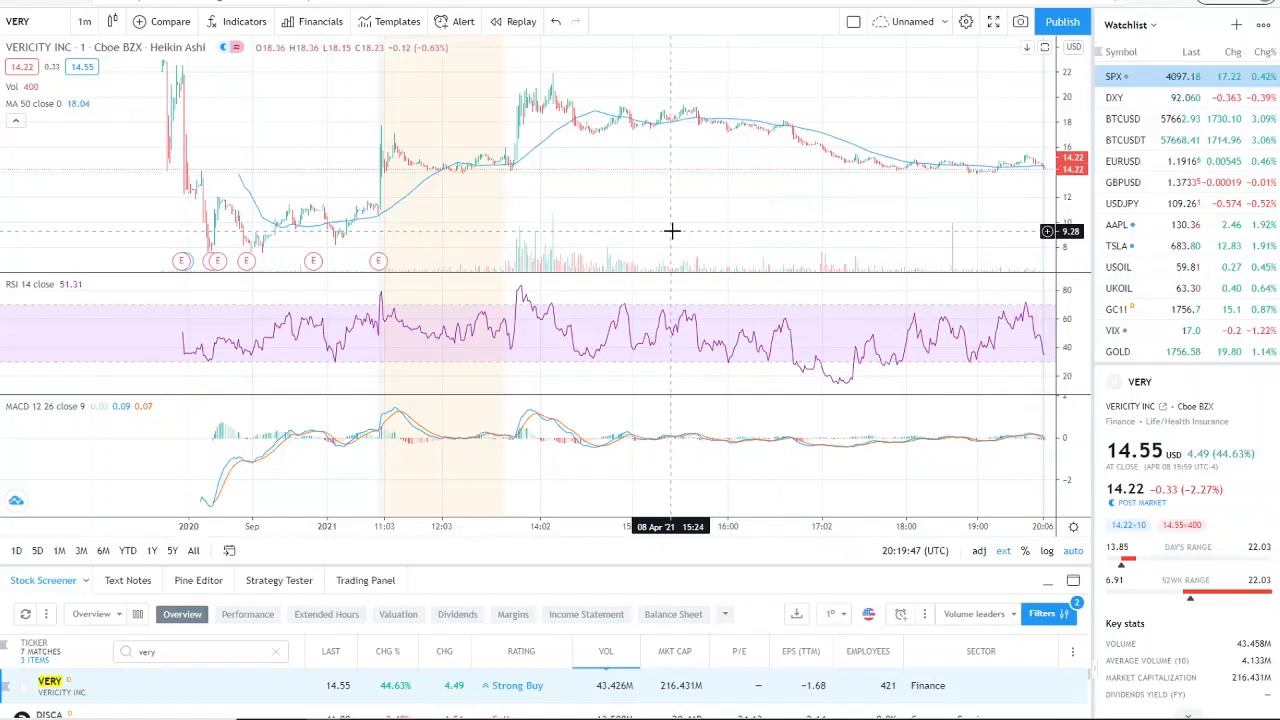 VERY 1m Compare Indicators Financials Templates Alert Replay Unnamed Publish
VERICITY INC · 1 · Cboe BZX · Heikin Ashi O18.36 H18.36 L18.15 C18.23 −0.12 (−0.63%)
USD
14.22 0.33 14.55
Vol 400
MA 50 close 0 18.04
22
20
18
16
14.22
14.22
12
10
9.28
8
E E E E E E
RSI 14 close 51.31
80
60
40
20
MACD 12 26 close 9 0.02 0.09 0.07
0
−2
2020 Sep 2021 11:03 12:03 14:02 08 Apr '21 15:24 16:00 17:02 18:00 19:00 20:06
1D 5D 1M 3M 6M YTD 1Y 5Y All
20:19:47 (UTC) adj ext % log auto
Stock Screener Text Notes Pine Editor Strategy Tester Trading Panel
Overview Overview Performance Extended Hours Valuation Dividends Margins Income Statement Balance Sheet 1D Volume leaders Filters 2
TICKER
7 MATCHES
3 ITEMS
very
LAST CHG % CHG RATING VOL MKT CAP P/E EPS (TTM) EMPLOYEES SECTOR
VERY D
VERICITY INC
14.55 44.63% 4.49 Strong Buy 43.426M 216.431M — −1.68 421 Finance
DISCA D
Watchlist
Symbol Last Chg Chg%
SPX 4097.18 17.22 0.42%
DXY 92.060 −0.363 −0.39%
BTCUSD 57662.93 1730.10 3.09%
BTCUSDT 57668.41 1714.96 3.06%
EURUSD 1.19166 0.00545 0.46%
GBPUSD 1.37335 −0.00019 −0.01%
USDJPY 109.261 −0.574 −0.52%
AAPL 130.36 2.46 1.92%
TSLA 683.80 12.83 1.91%
USOIL 59.81 0.27 0.45%
UKOIL 63.30 0.40 0.64%
GC1! D 1756.7 15.1 0.87%
VIX 17.0 −0.2 −1.22%
GOLD 1756.58 19.80 1.14%
VERY
VERICITY INC · Cboe BZX
Finance · Life/Health Insurance
14.55 USD 4.49 (44.63%)
AT CLOSE (APR 08 15:59 UTC-4)
14.22 −0.33 (−2.27%)
POST MARKET
14.22×10 14.55×400
13.85 DAY'S RANGE 22.03
6.91 52WK RANGE 22.03
Key stats
VOLUME 43.458M
AVERAGE VOLUME (10) 4.133M
MARKET CAPITALIZATION 216.431M
DIVIDENDS YIELD (FY) —